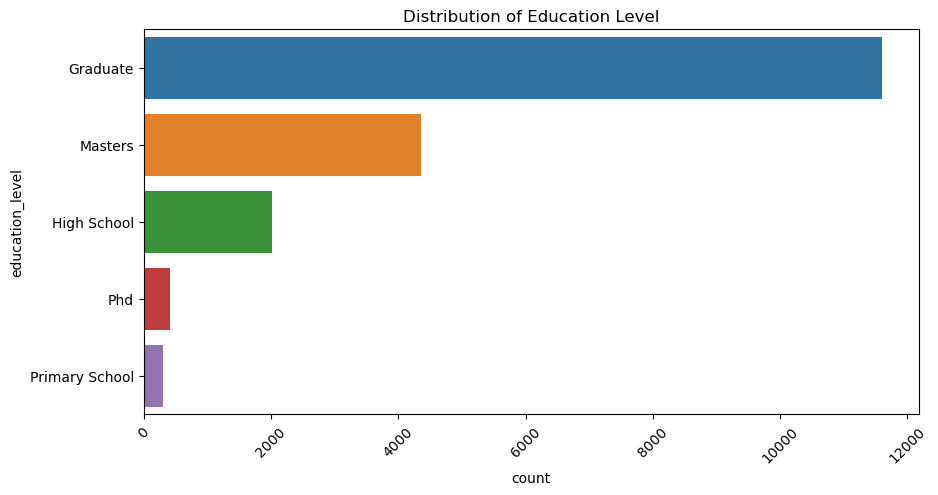 Distribution of Education Level
education_level
Graduate
Masters
High School
Phd
Primary School
0
2000
4000
6000
8000
10000
12000
count